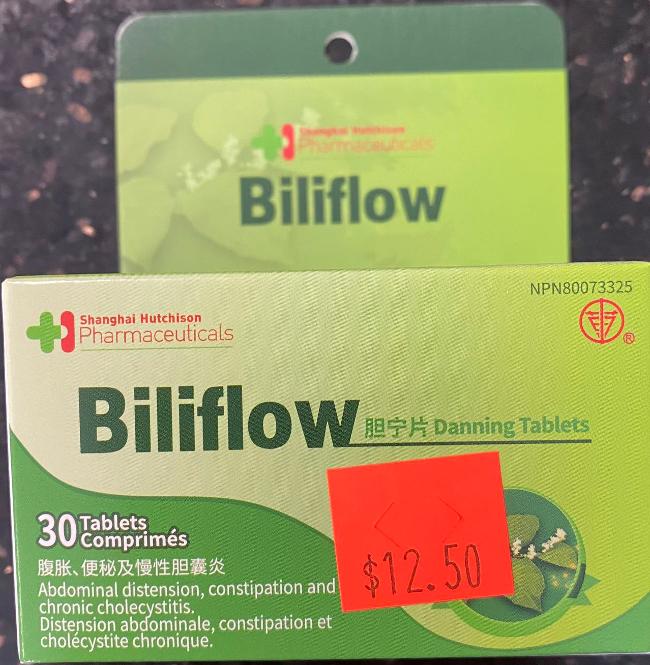 Shanghai Hutchison
Pharmaceuticals
Biliflow
NPN80073325
Shanghai Hutchison
Pharmaceuticals
®
Biliflow 胆宁片 Danning Tablets
30 Tablets
Comprimés
$12.50
腹胀、便秘及慢性胆囊炎
Abdominal distension, constipation and
chronic cholecystitis.
Distension abdominale, constipation et
cholécystite chronique.